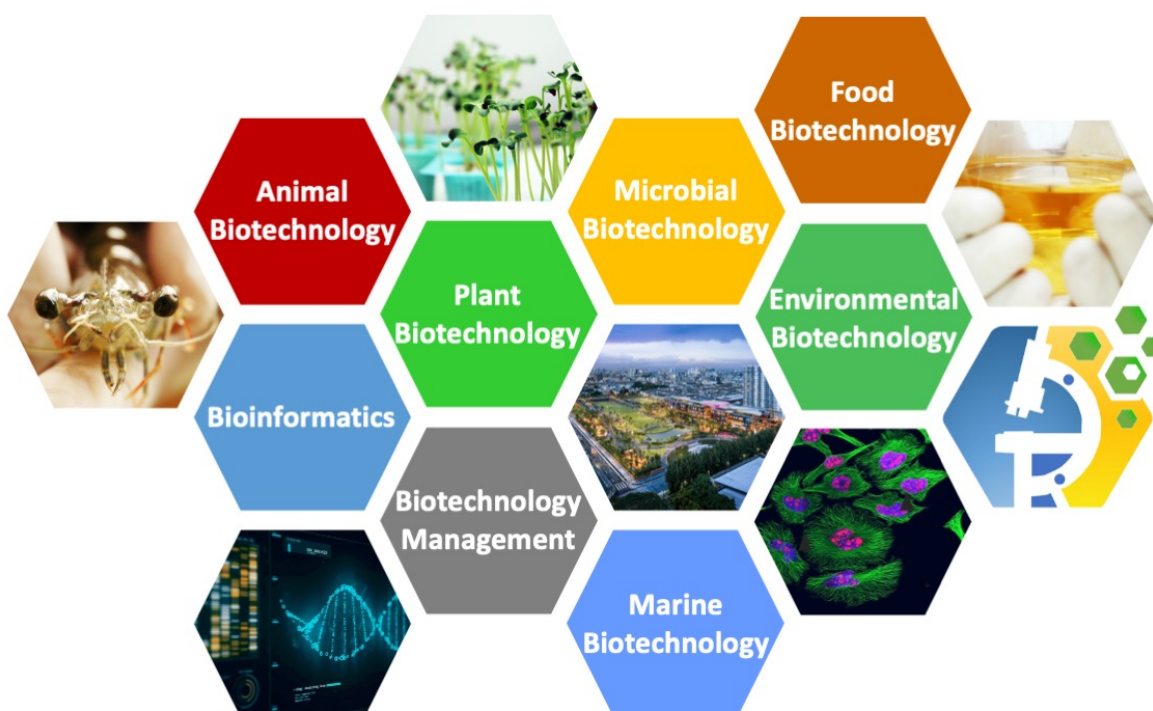 Food
Biotechnology
Animal
Biotechnology
Microbial
Biotechnology
Plant
Biotechnology
Environmental
Biotechnology
Bioinformatics
Biotechnology
Management
Marine
Biotechnology